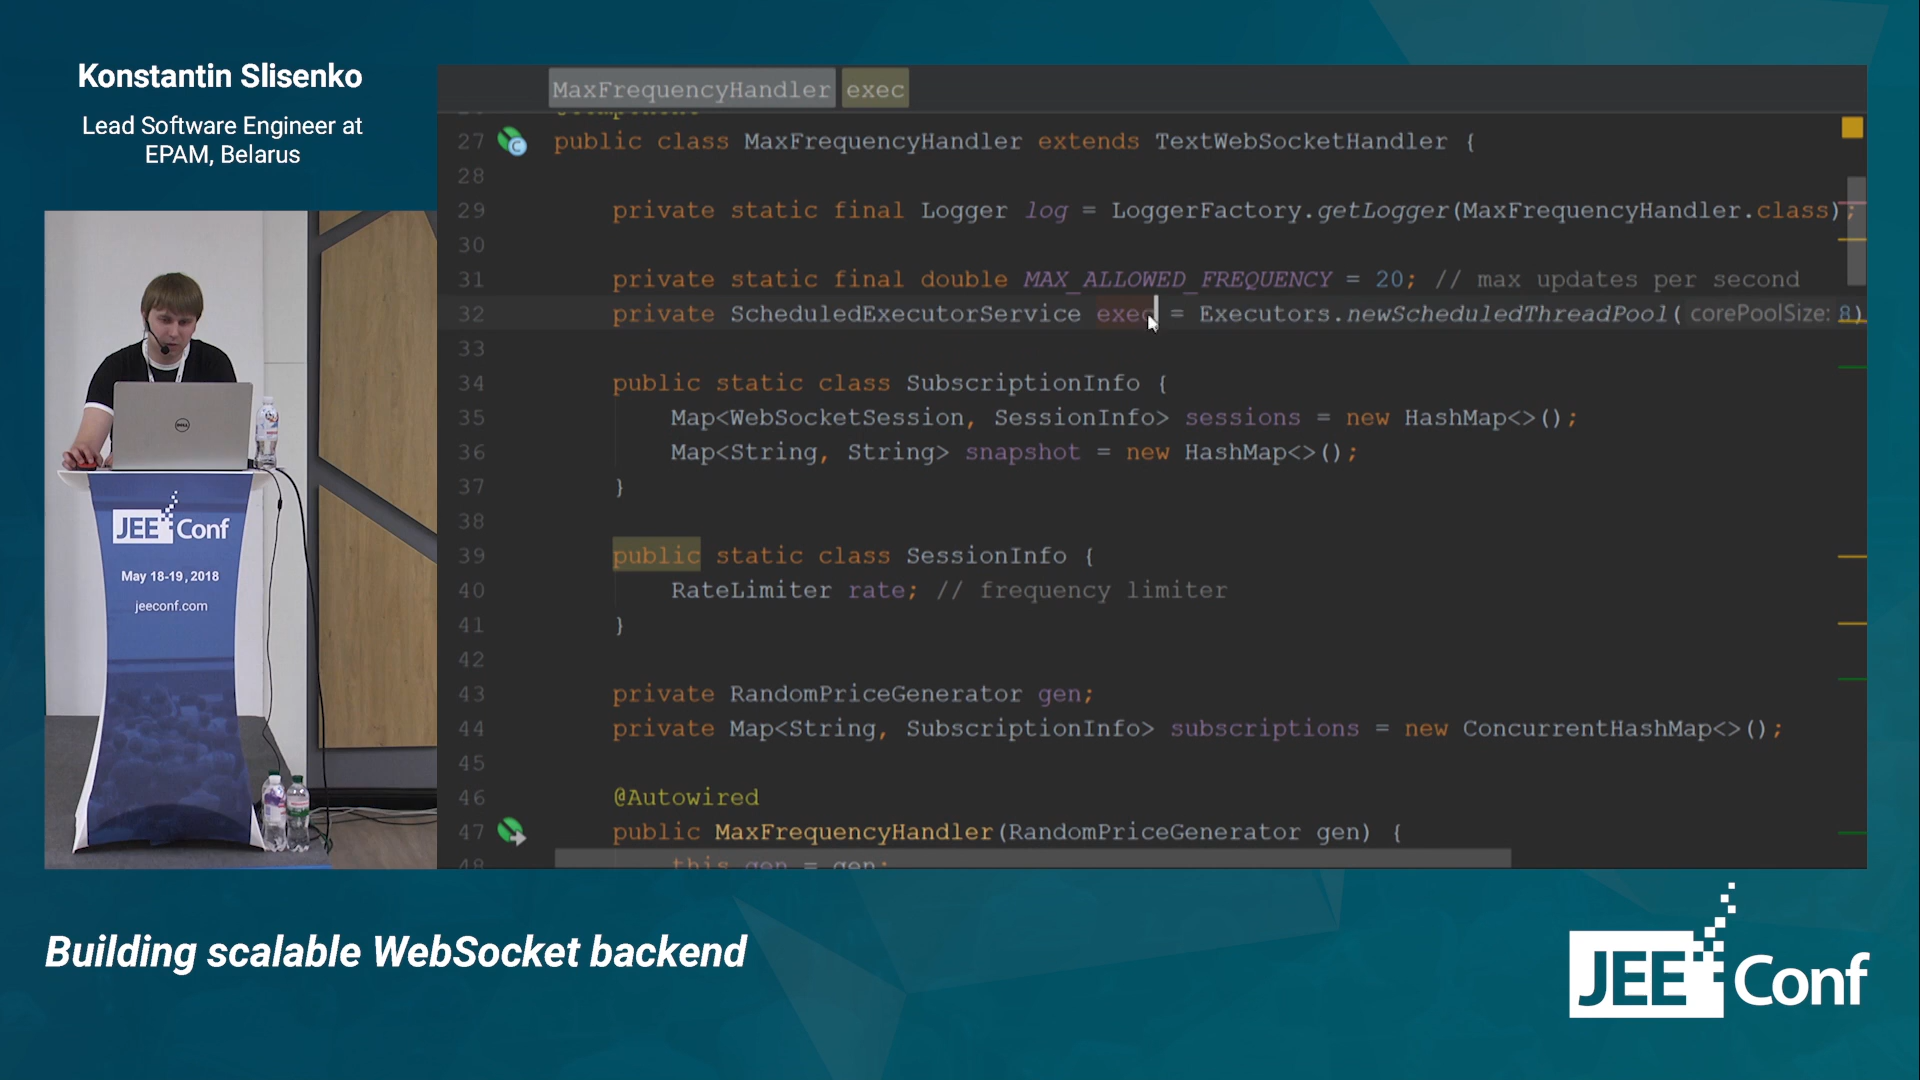 Konstantin Slisenko
Lead Software Engineer at
EPAM, Belarus
JEE Conf
May 18-19, 2018
jeeconf.com
MaxFrequencyHandler exec
27 public class MaxFrequencyHandler extends TextWebSocketHandler {
28
29 private static final Logger log = LoggerFactory.getLogger(MaxFrequencyHandler.class);
30
31 private static final double MAX_ALLOWED_FREQUENCY = 20; // max updates per second
32 private ScheduledExecutorService exec = Executors.newScheduledThreadPool( corePoolSize: 8)
33
34 public static class SubscriptionInfo {
35 Map<WebSocketSession, SessionInfo> sessions = new HashMap<>();
36 Map<String, String> snapshot = new HashMap<>();
37 }
38
39 public static class SessionInfo {
40 RateLimiter rate; // frequency limiter
41 }
42
43 private RandomPriceGenerator gen;
44 private Map<String, SubscriptionInfo> subscriptions = new ConcurrentHashMap<>();
45
46 @Autowired
47 public MaxFrequencyHandler(RandomPriceGenerator gen) {
48 this gen = gen;
Building scalable WebSocket backend
JEE Conf